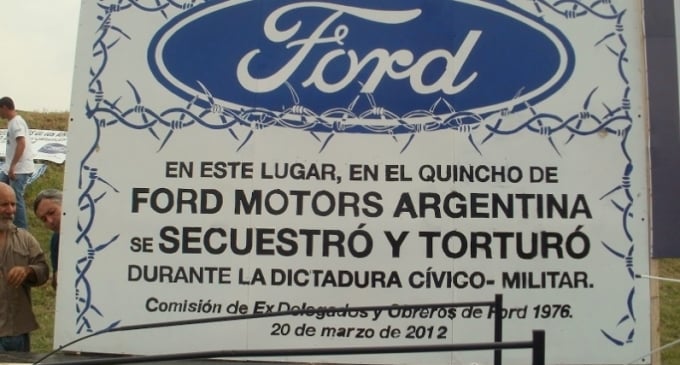 Ford
EN ESTE LUGAR, EN EL QUINCHO DE
FORD MOTORS ARGENTINA
SE SECUESTRÓ Y TORTURÓ
DURANTE LA DICTADURA CÍVICO- MILITAR.
Comisión de Ex Delegados y Obreros de Ford 1976.
20 de marzo de 2012